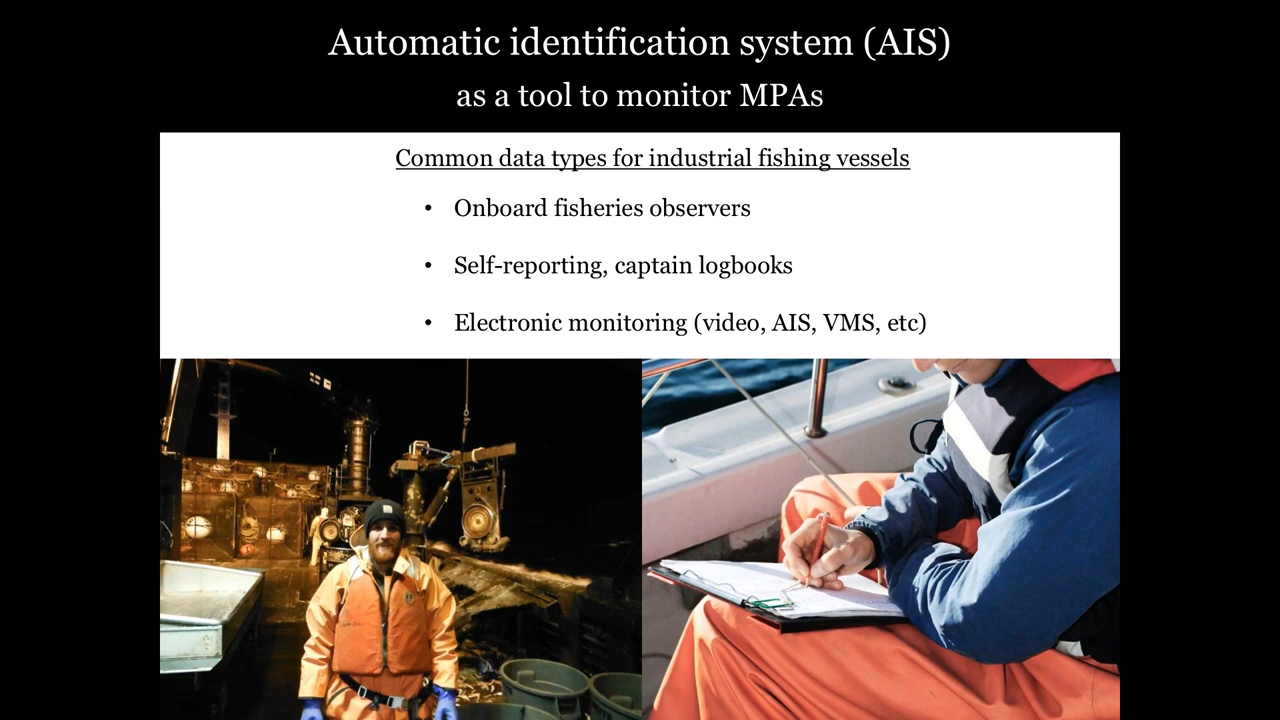 Automatic identification system (AIS)
as a tool to monitor MPAs
Common data types for industrial fishing vessels
• Onboard fisheries observers
• Self-reporting, captain logbooks
• Electronic monitoring (video, AIS, VMS, etc)